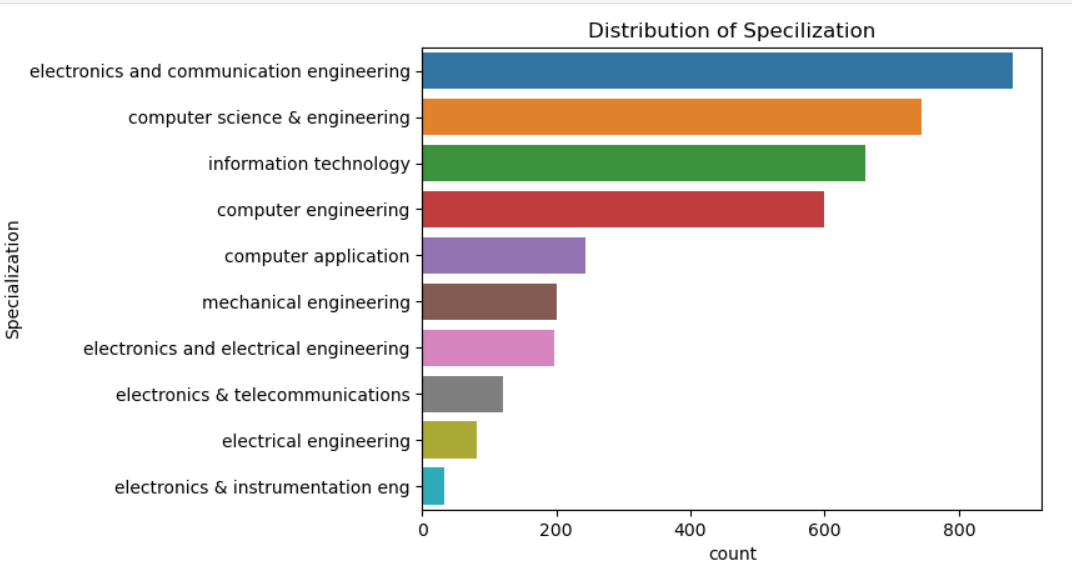 Distribution of Specilization
electronics and communication engineering
computer science & engineering
information technology
computer engineering
computer application
mechanical engineering
electronics and electrical engineering
electronics & telecommunications
electrical engineering
electronics & instrumentation eng
Specialization
0 200 400 600 800
count